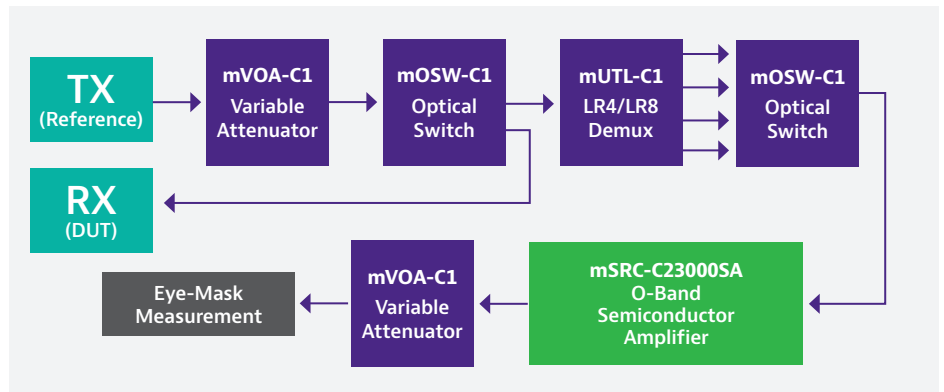 TX
(Reference)
mVOA-C1
Variable
Attenuator
mOSW-C1
Optical
Switch
mUTL-C1
LR4/LR8
Demux
mOSW-C1
Optical
Switch
RX
(DUT)
Eye-Mask
Measurement
mVOA-C1
Variable
Attenuator
mSRC-C23000SA
O-Band
Semiconductor
Amplifier